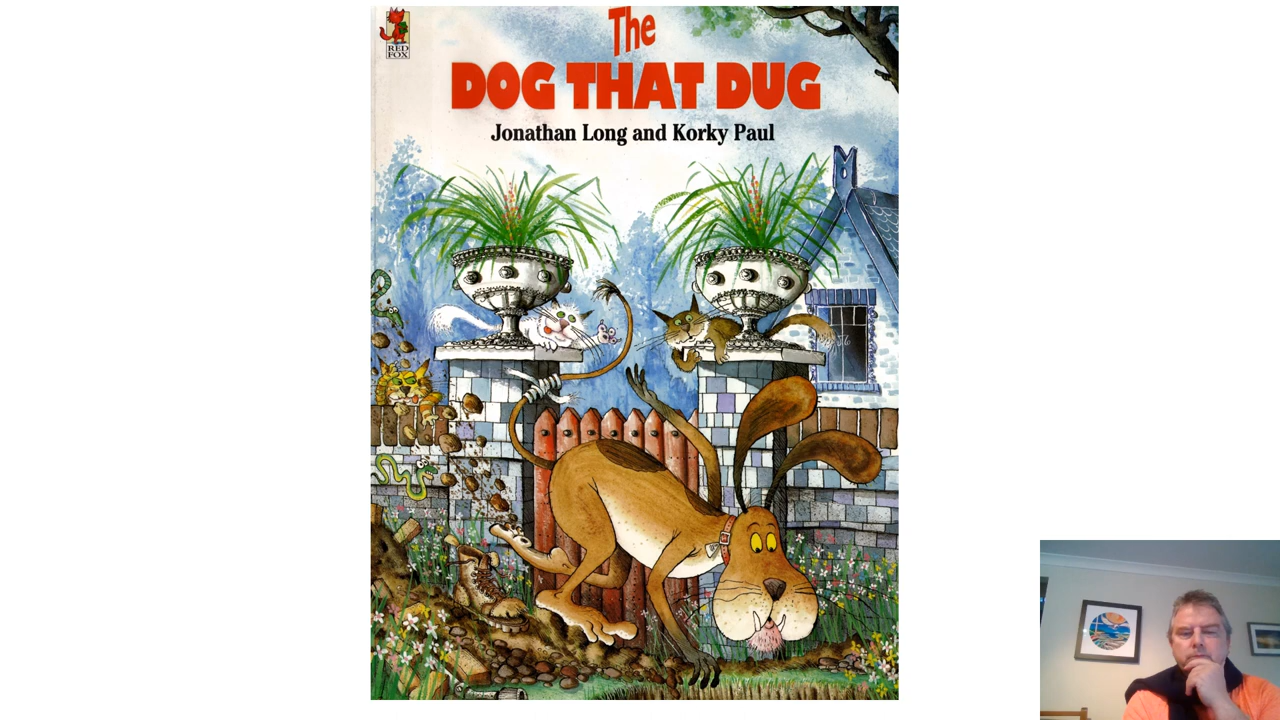 RED
FOX
The
DOG THAT DUG
Jonathan Long and Korky Paul